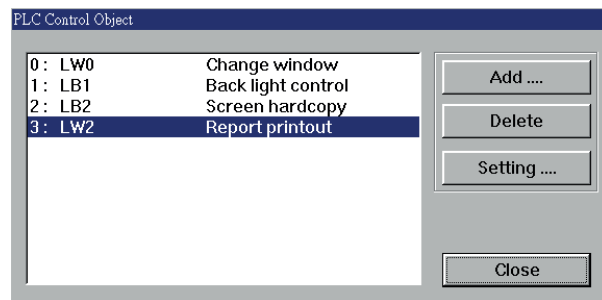 PLC Control Object
0: LW0 Change window
1: LB1 Back light control
2: LB2 Screen hardcopy
3: LW2 Report printout
Add ....
Delete
Setting ....
Close